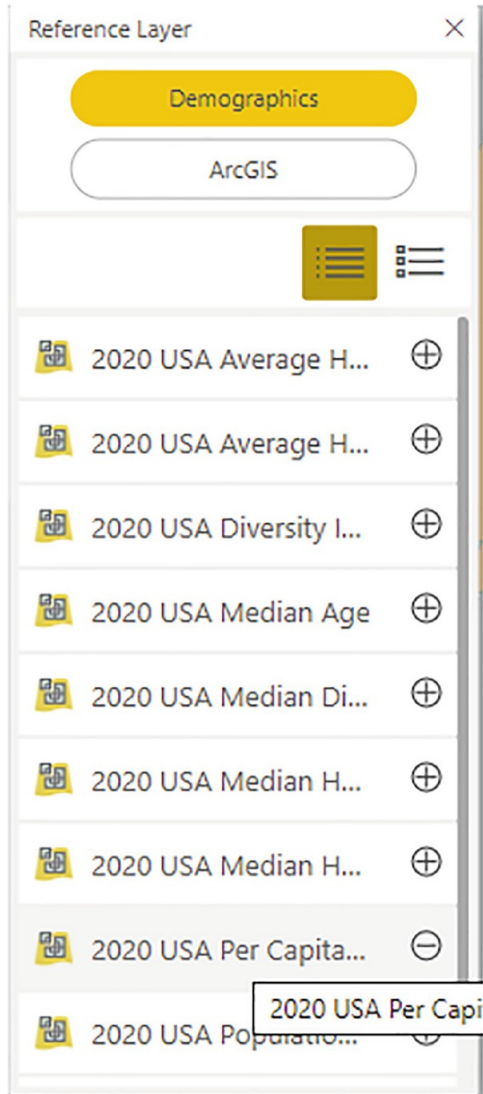 Reference Layer
Demographics
ArcGIS
2020 USA Average H...
2020 USA Average H...
2020 USA Diversity I...
2020 USA Median Age
2020 USA Median Di...
2020 USA Median H...
2020 USA Median H...
2020 USA Per Capita...
2020 USA Per Capi
2020 USA Populatio...